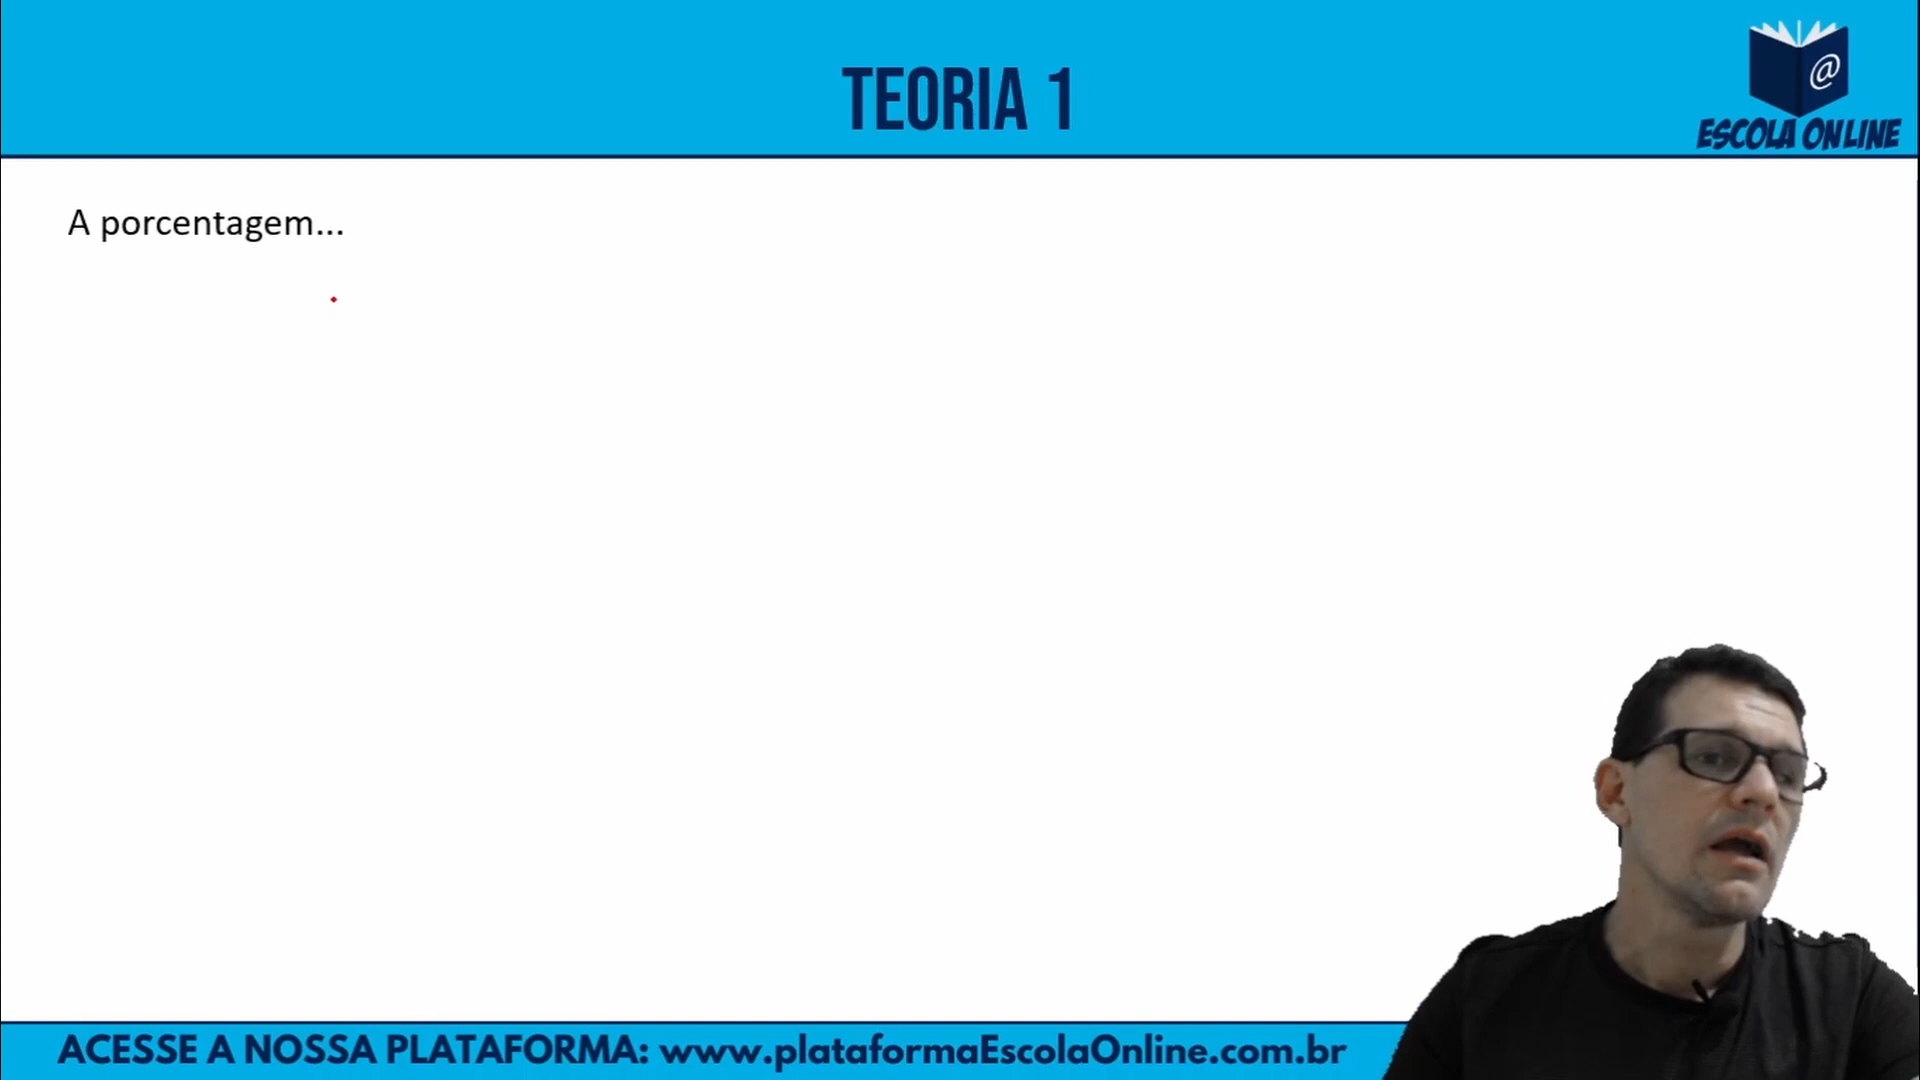 TEORIA 1
@
ESCOLA ONLINE
A porcentagem...
ACESSE A NOSSA PLATAFORMA: www.plataformaEscolaOnline.com.br